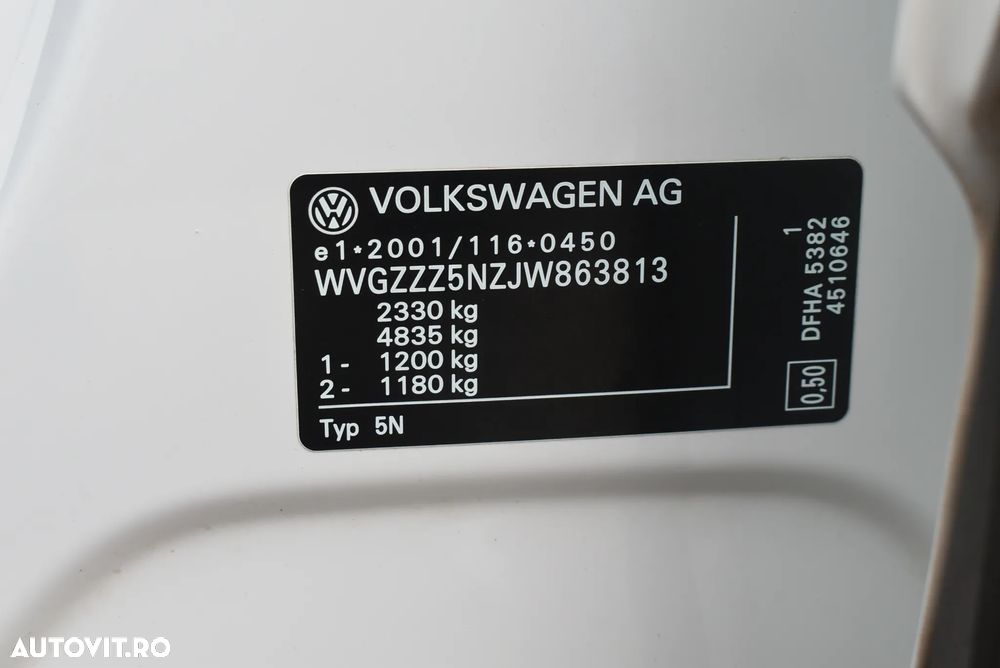 VOLKSWAGEN AG
e1*2001/116*0450
WVGZZZ5NZJW863813
2330 kg
4835 kg
1- 1200 kg
2- 1180 kg
Typ 5N
1
DFHA 5382
4510646
0,50
AUTOVIT.RO